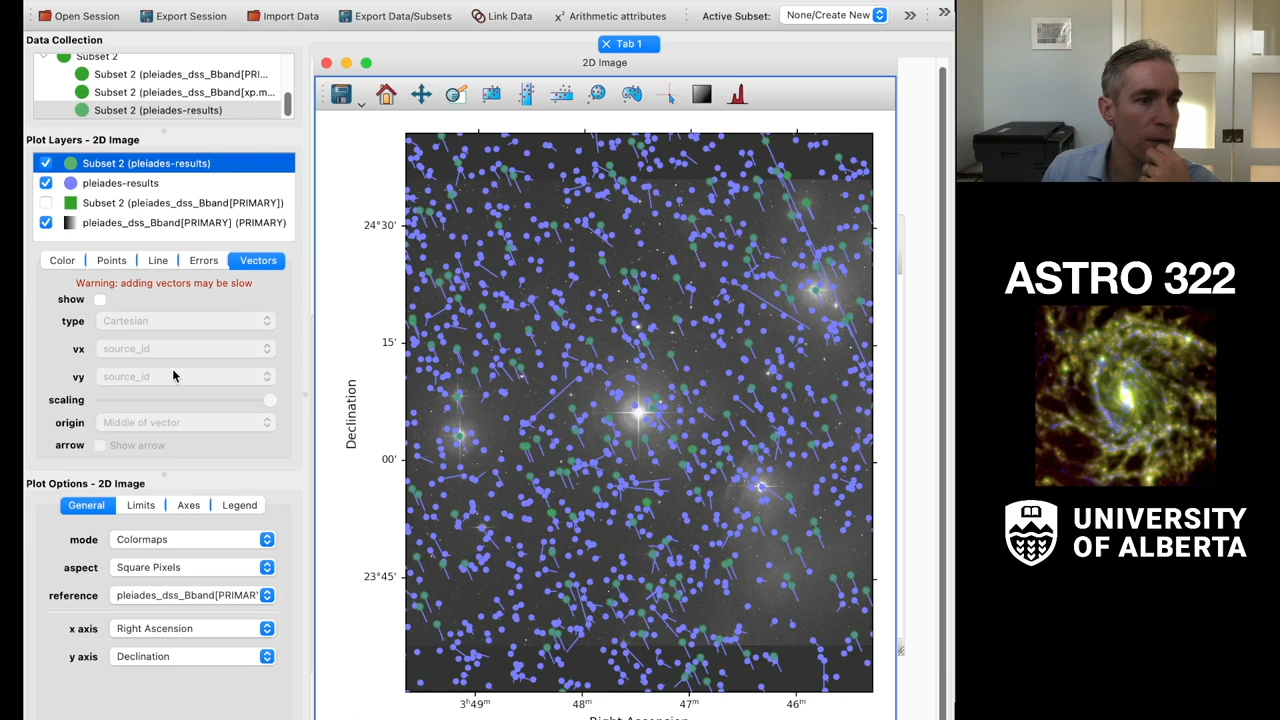 Open Session Export Session Import Data Export Data/Subsets Link Data x² Arithmetic attributes Active Subset: None/Create New
Data Collection
Subset 2
Subset 2 (pleiades_dss_Bband[PRI...
Subset 2 (pleiades_dss_Bband[xp.m...
Subset 2 (pleiades-results)
Plot Layers - 2D Image
Subset 2 (pleiades-results)
pleiades-results
Subset 2 (pleiades_dss_Bband[PRIMARY])
pleiades_dss_Bband[PRIMARY] (PRIMARY)
Color Points Line Errors Vectors
Warning: adding vectors may be slow
show
type Cartesian
vx source_id
vy source_id
scaling
origin Middle of vector
arrow Show arrow
Plot Options - 2D Image
General Limits Axes Legend
mode Colormaps
aspect Square Pixels
reference pleiades_dss_Bband[PRIMAR
x axis Right Ascension
y axis Declination
Tab 1
2D Image
24°30'
15'
00'
23°45'
Declination
3ʰ49ᵐ 48ᵐ 47ᵐ 46ᵐ
Right Ascension
ASTRO 322
UNIVERSITY
OF ALBERTA